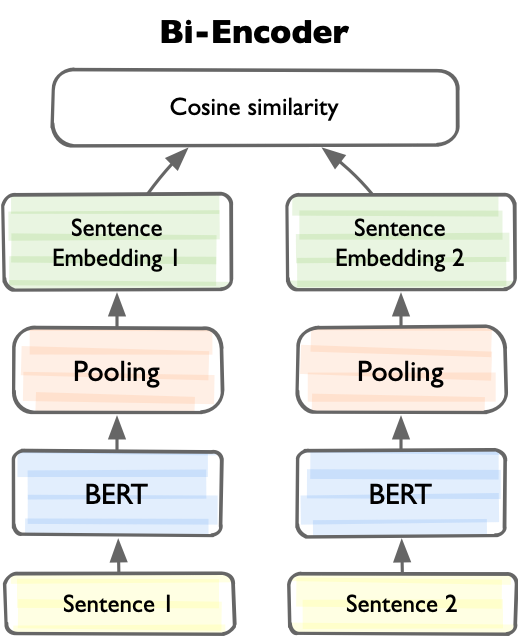 Bi-Encoder
Cosine similarity
Sentence
Embedding 1
Sentence
Embedding 2
Pooling
Pooling
BERT
BERT
Sentence 1
Sentence 2